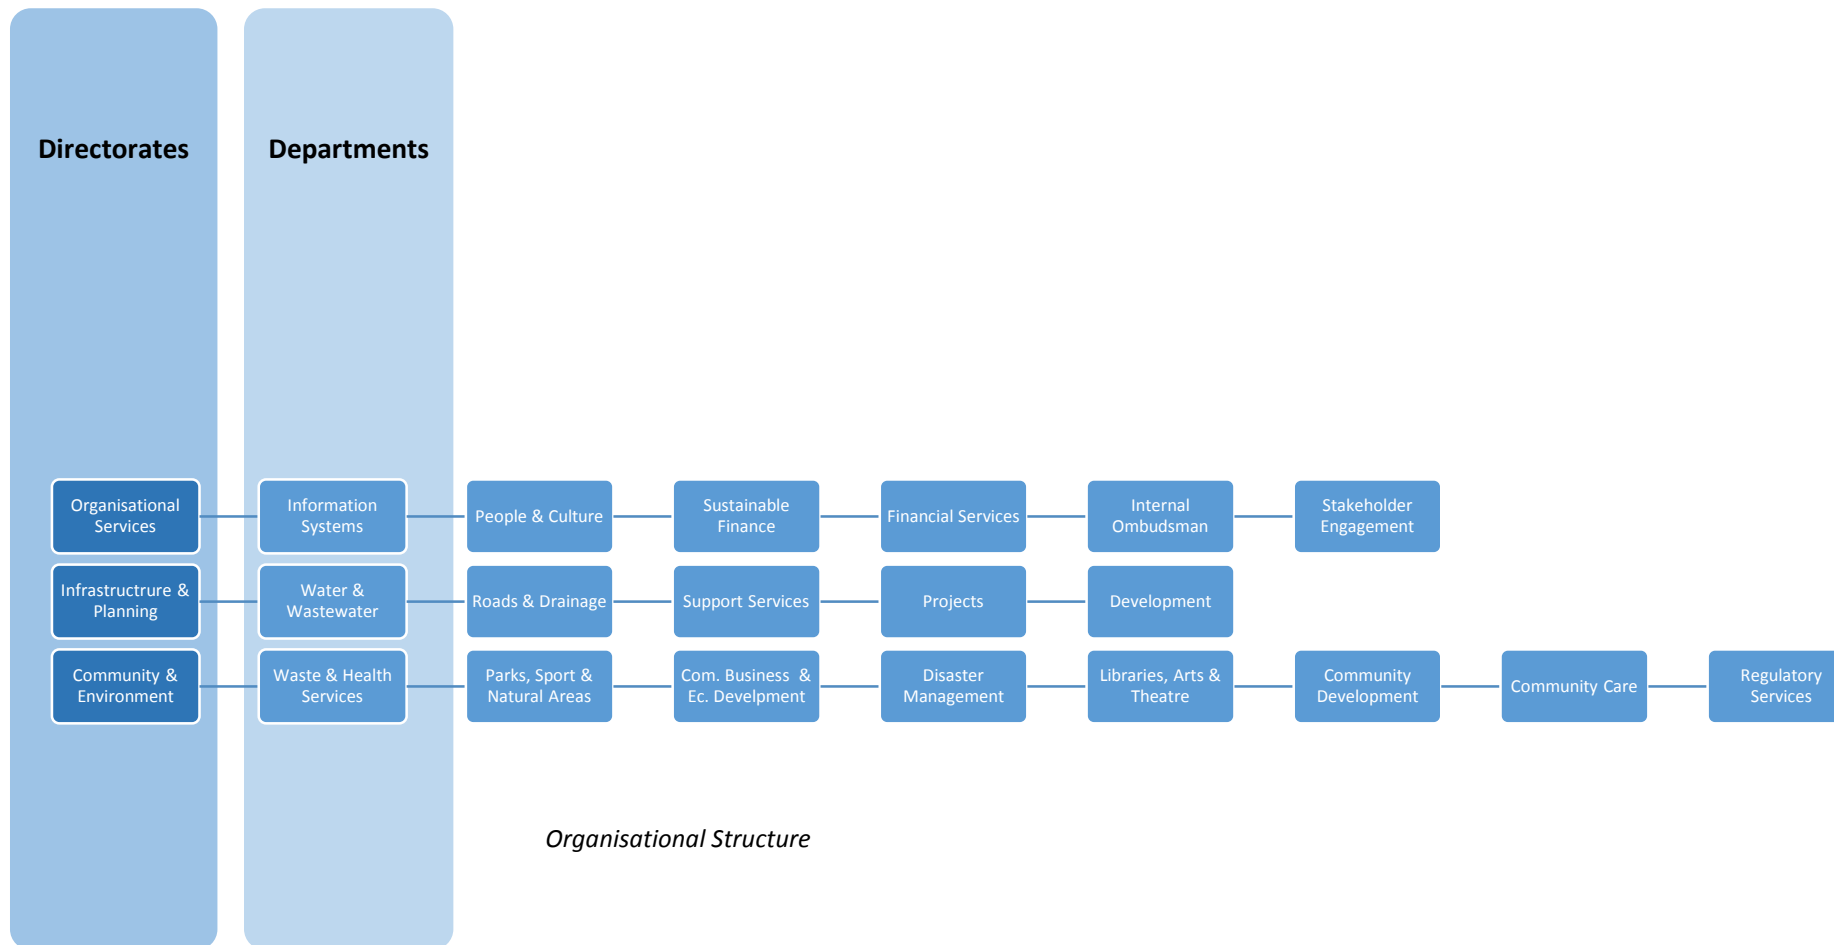 Directorates
Departments
Organisational
Services
Information
Systems
People & Culture
Sustainable
Finance
Financial Services
Internal
Ombudsman
Stakeholder
Engagement
Infrastructrure &
Planning
Water &
Wastewater
Roads & Drainage
Support Services
Projects
Development
Community &
Environment
Waste & Health
Services
Parks, Sport &
Natural Areas
Com. Business  &
Ec. Develpment
Disaster
Management
Libraries, Arts &
Theatre
Community
Development
Community Care
Regulatory
Services
Organisational Structure